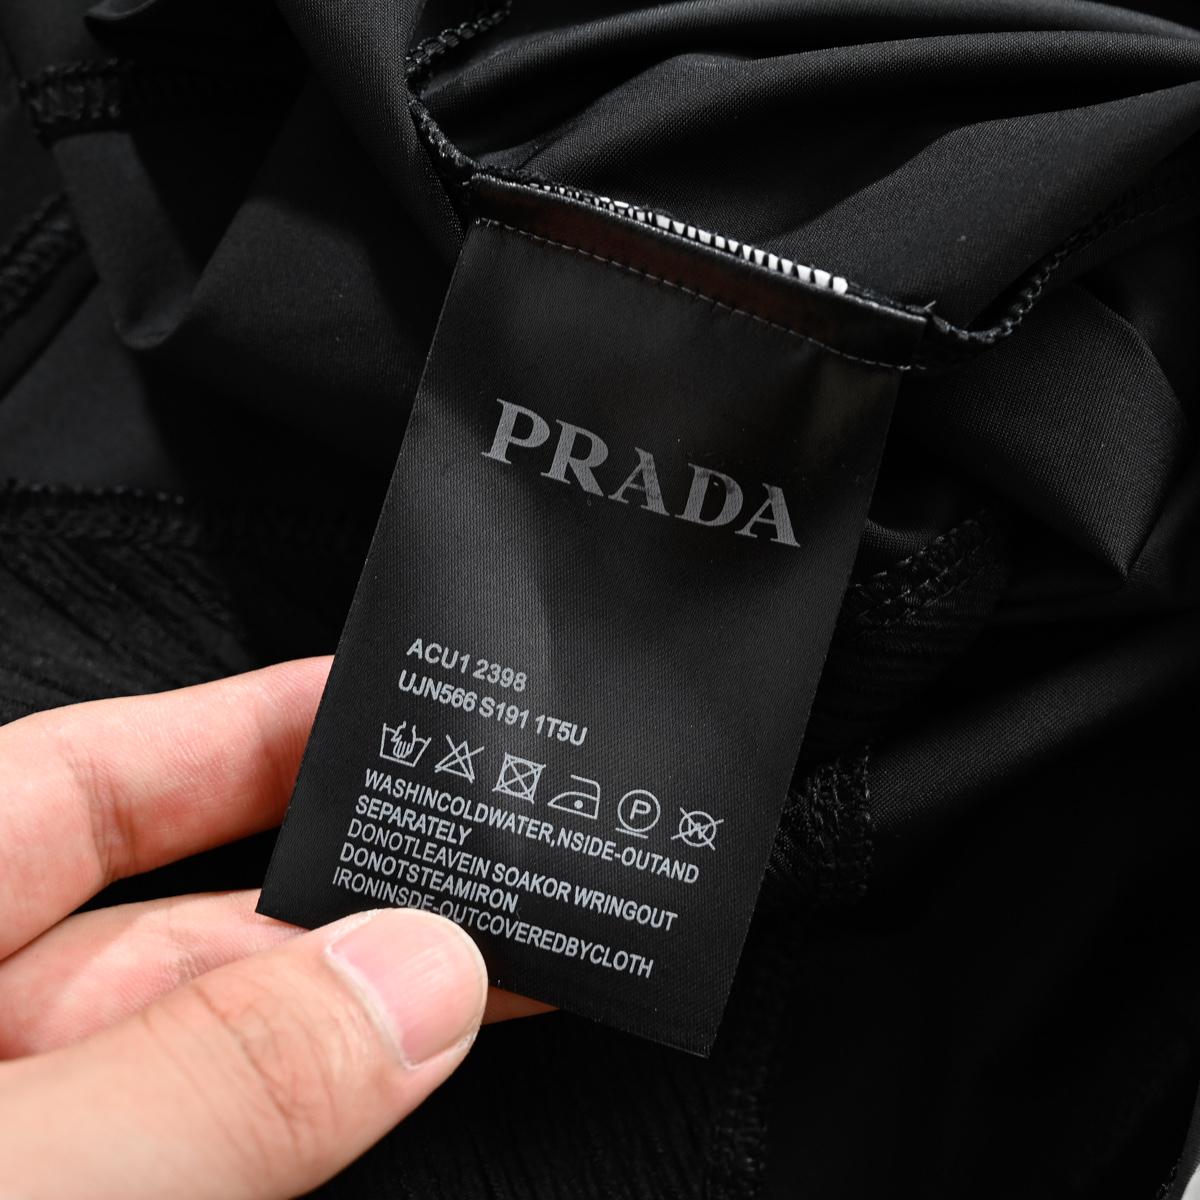 PRADA
ACU1 2398
UJN566 S191 1T5U
P
WASHINCOLDWATER,NSIDE-OUTAND
SEPARATELY
DONOTLEAVEIN SOAKOR WRINGOUT
DONOTSTEAMIRON
IRONINSDE-OUTCOVEREDBYCLOTH